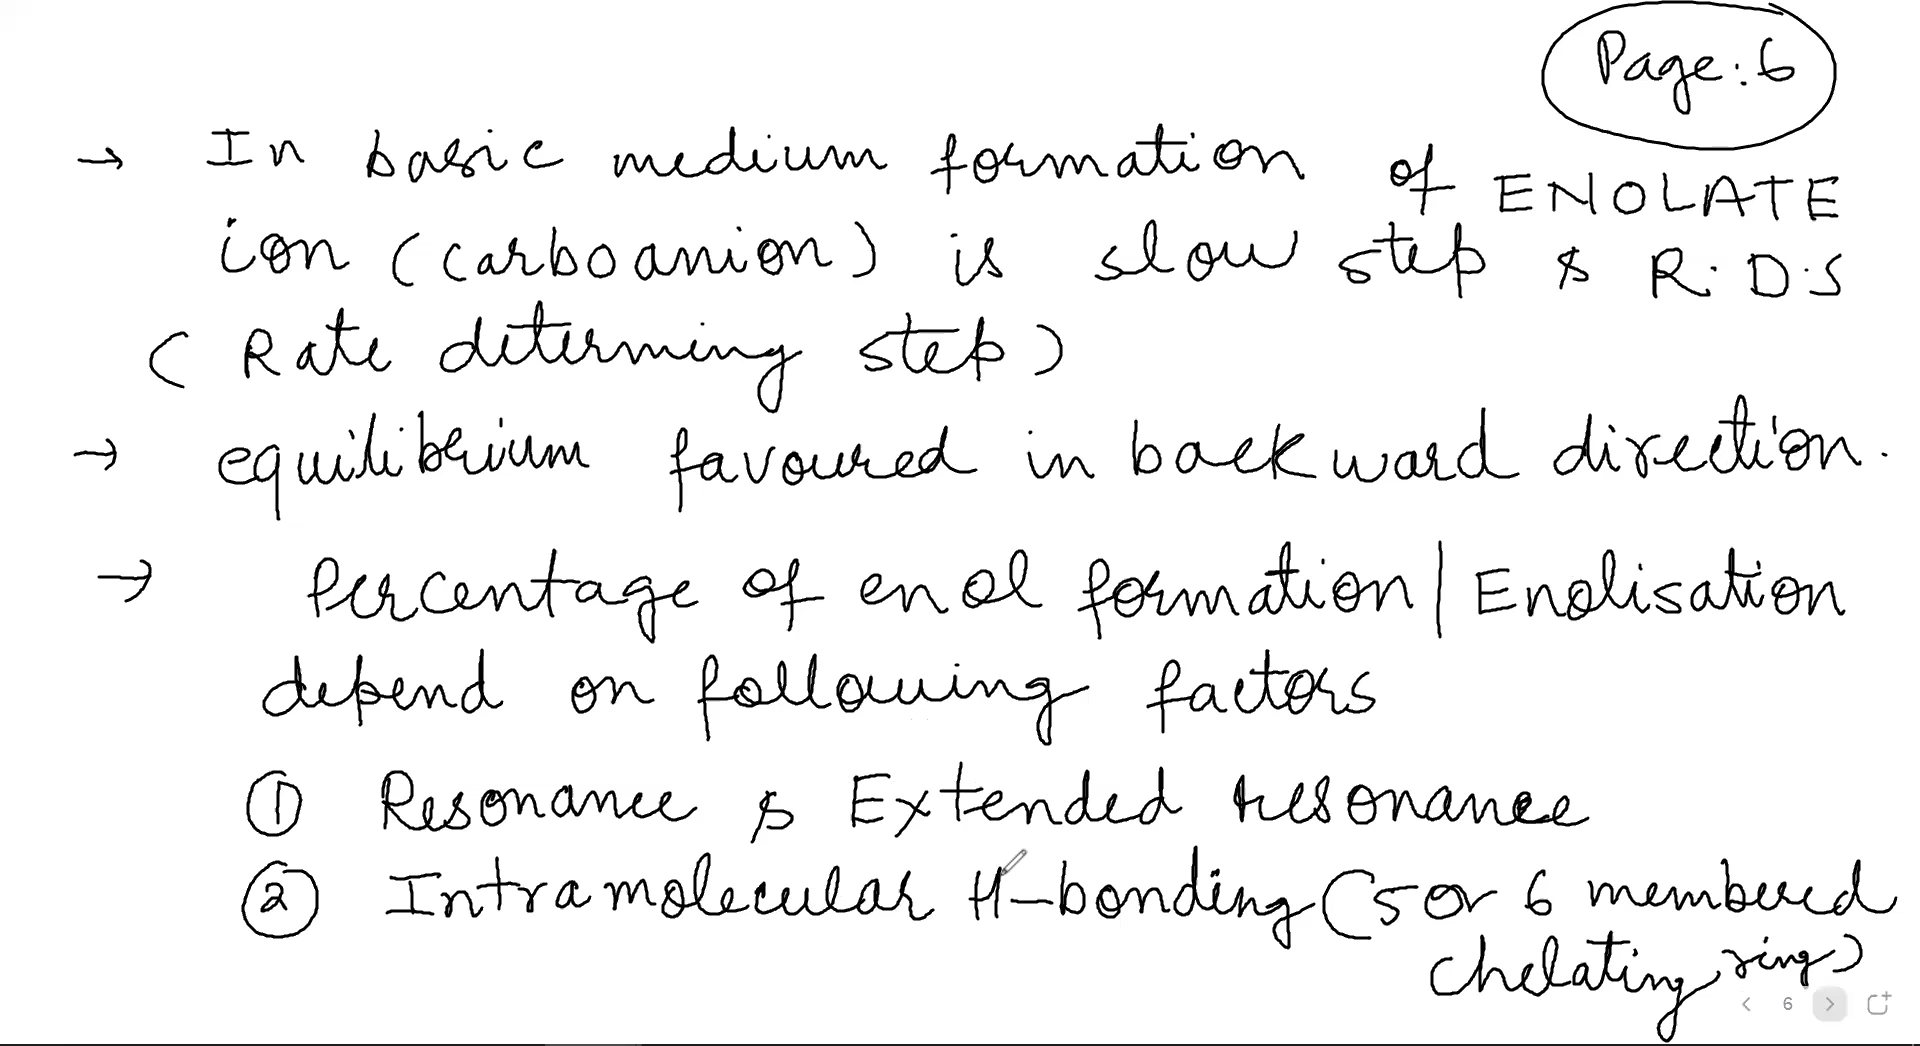 Page: 6
→ In basic medium formation of ENOLATE
ion (carboanion) is slow step & R.D.S
(Rate determing step)
→ equilibrium favoured in backward direction.
→ Percentage of enol formation | Enolisation
depend on following factors
① Resonance & Extended resonance
② Intramolecular H-bonding (5 or 6 membered
chelating ring)
6